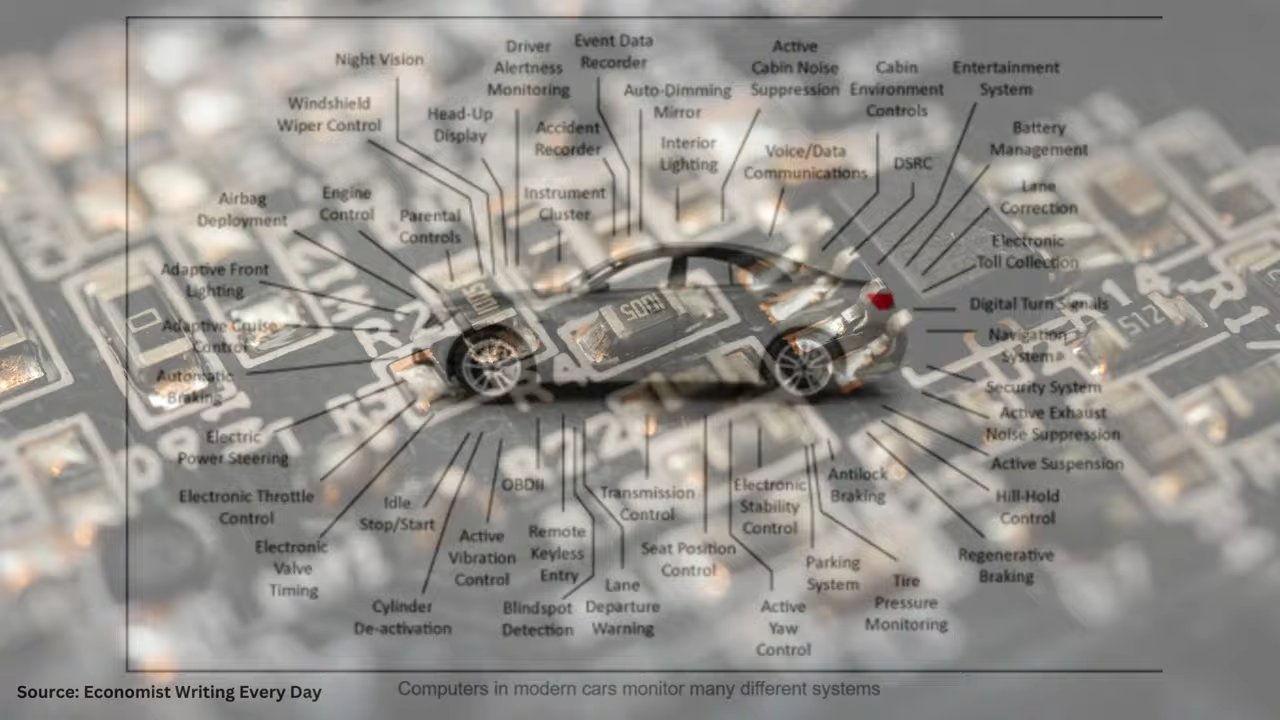 Night Vision
Driver
Alertness
Monitoring
Event Data
Recorder
Active
Cabin Noise
Suppression
Cabin
Environment
Controls
Entertainment
System
Windshield
Wiper Control
Head-Up
Display
Accident
Recorder
Auto-Dimming
Mirror
Interior
Lighting
Voice/Data
Communications
DSRC
Battery
Management
Lane
Correction
Airbag
Deployment
Engine
Control
Parental
Controls
Instrument
Cluster
Electronic
Toll Collection
Adaptive Front
Lighting
Digital Turn Signals
Adaptive Cruise
Control
Navigation
System
Automatic
Braking
Security System
Electric
Power Steering
Active Exhaust
Noise Suppression
Active Suspension
Electronic Throttle
Control
Idle
Stop/Start
OBDII
Transmission
Control
Electronic
Stability
Control
Antilock
Braking
Hill-Hold
Control
Electronic
Valve
Timing
Active
Vibration
Control
Remote
Keyless
Entry
Seat Position
Control
Parking
System
Regenerative
Braking
Cylinder
De-activation
Blindspot
Detection
Lane
Departure
Warning
Active
Yaw
Control
Tire
Pressure
Monitoring
1001
5001
R14
R1
512
Source: Economist Writing Every Day
Computers in modern cars monitor many different systems